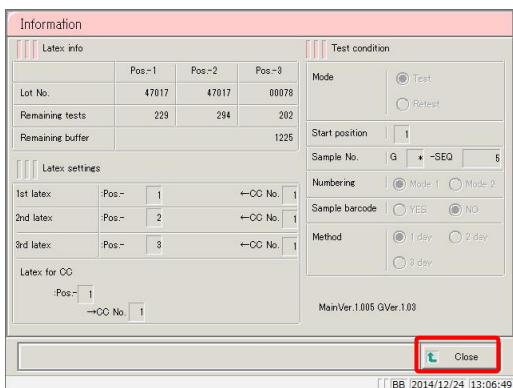 Information
Latex info
Pos.-1 Pos.-2 Pos.-3
Lot No. 47017 47017 00078
Remaining tests 229 294 202
Remaining buffer 1225
Latex settings
1st latex :Pos.- 1 ←CC No. 1
2nd latex :Pos.- 2 ←CC No. 1
3rd latex :Pos.- 3 ←CC No. 1
Latex for CC
:Pos.- 1
→CC No. 1
Test condition
Mode Test
Retest
Start position 1
Sample No. G * -SEQ 5
Numbering Mode 1 Mode 2
Sample barcode YES NO
Method 1 day 2 day
3 day
MainVer.1.005 GVer.1.03
Close
BB 2014/12/24 13:06:49